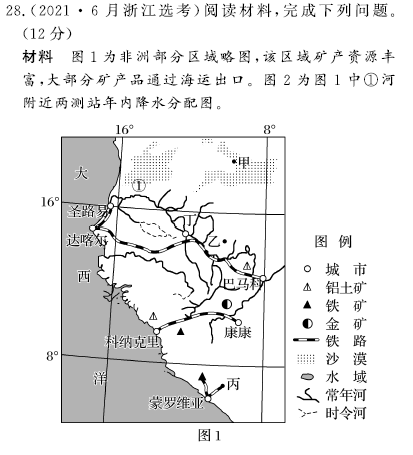 28.(2021·6月浙江选考)阅读材料,完成下列问题。
(12分)
材料 图1为非洲部分区域略图,该区域矿产资源丰
富,大部分矿产品通过海运出口。图2为图1中①河
附近两测站年内降水分配图。
16° 8°
大
甲
①
16°
圣路易
丁
达喀尔
乙
西
巴马科
科纳克里
康康
8°
洋
丙
蒙罗维亚
图例
城市
铝土矿
铁矿
金矿
铁路
沙漠
水域
常年河
时令河
图1